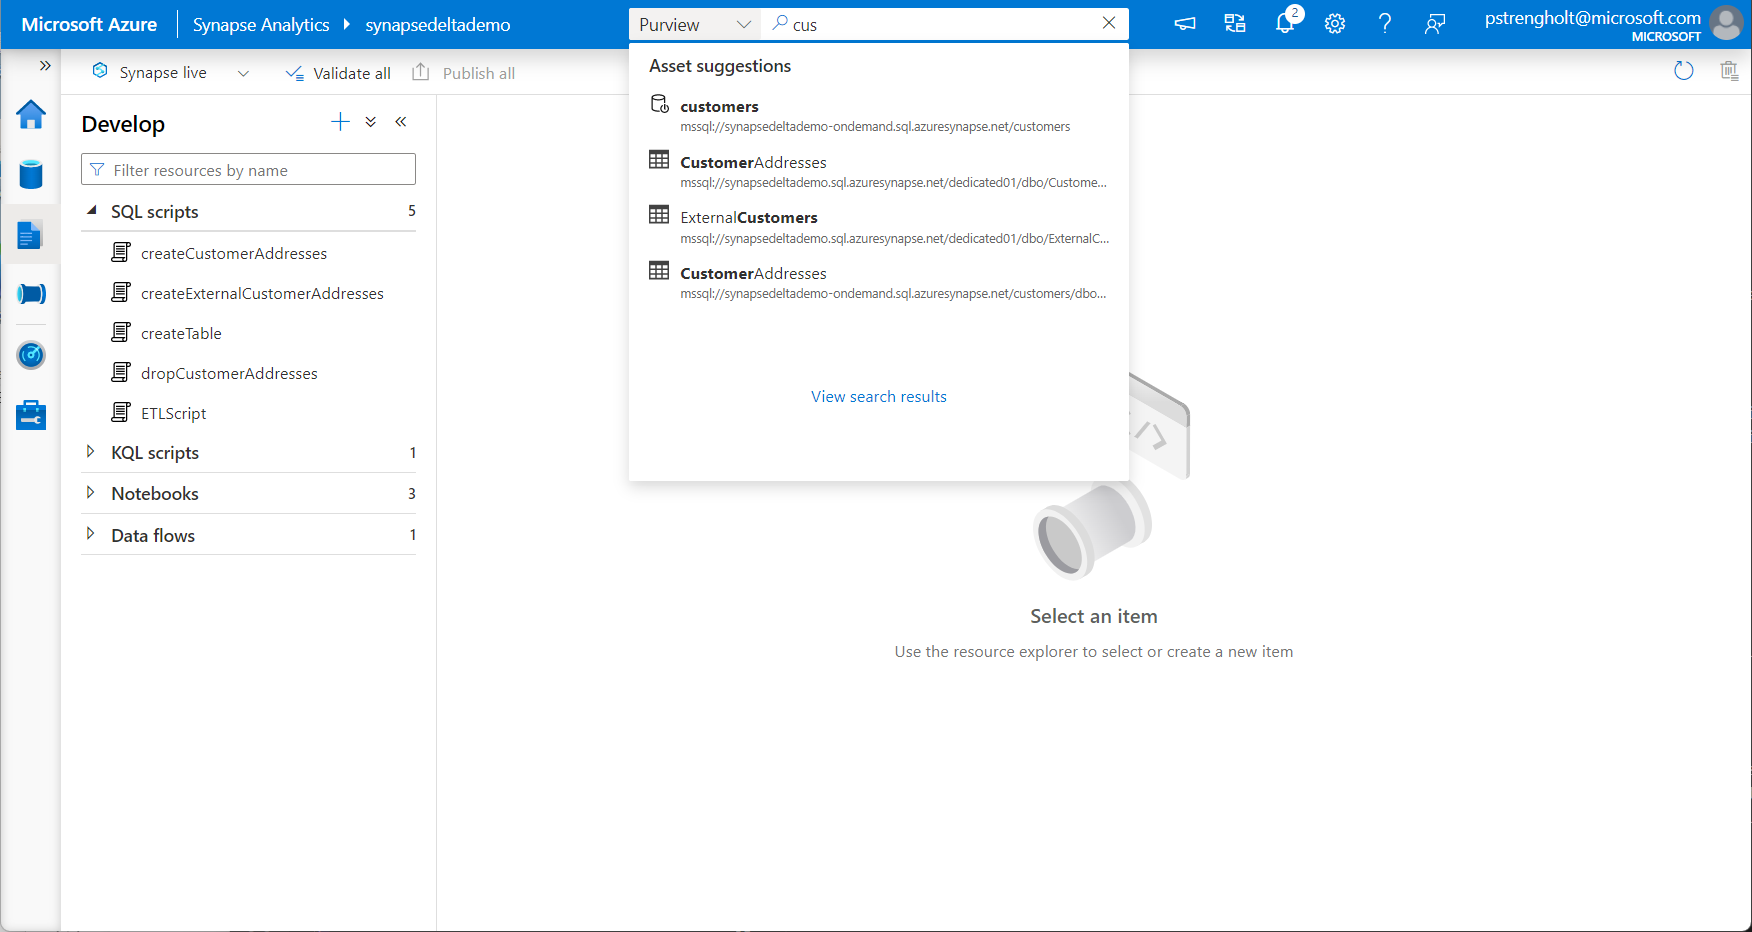 Microsoft Azure
Synapse Analytics
synapsedeltademo
Purview
cus
2
pstrengholt@microsoft.com
MICROSOFT
Synapse live
Validate all
Publish all
Develop
Filter resources by name
SQL scripts 5
createCustomerAddresses
createExternalCustomerAddresses
createTable
dropCustomerAddresses
ETLScript
KQL scripts 1
Notebooks 3
Data flows 1
Asset suggestions
customers
mssql://synapsedeltademo-ondemand.sql.azuresynapse.net/customers
CustomerAddresses
mssql://synapsedeltademo.sql.azuresynapse.net/dedicated01/dbo/Custome...
ExternalCustomers
mssql://synapsedeltademo.sql.azuresynapse.net/dedicated01/dbo/ExternalC...
CustomerAddresses
mssql://synapsedeltademo-ondemand.sql.azuresynapse.net/customers/dbo...
View search results
Select an item
Use the resource explorer to select or create a new item